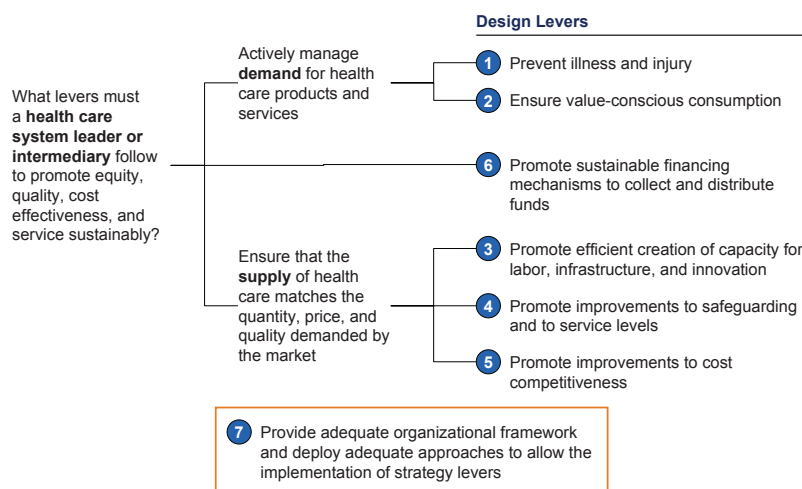 Design Levers
What levers must
a health care
system leader or
intermediary follow
to promote equity,
quality, cost
effectiveness, and
service sustainably?
Actively manage
demand for health
care products and
services
1 Prevent illness and injury
2 Ensure value-conscious consumption
6 Promote sustainable financing
mechanisms to collect and distribute
funds
Ensure that the
supply of health
care matches the
quantity, price, and
quality demanded by
the market
3 Promote efficient creation of capacity for
labor, infrastructure, and innovation
4 Promote improvements to safeguarding
and to service levels
5 Promote improvements to cost
competitiveness
7 Provide adequate organizational framework
and deploy adequate approaches to allow the
implementation of strategy levers